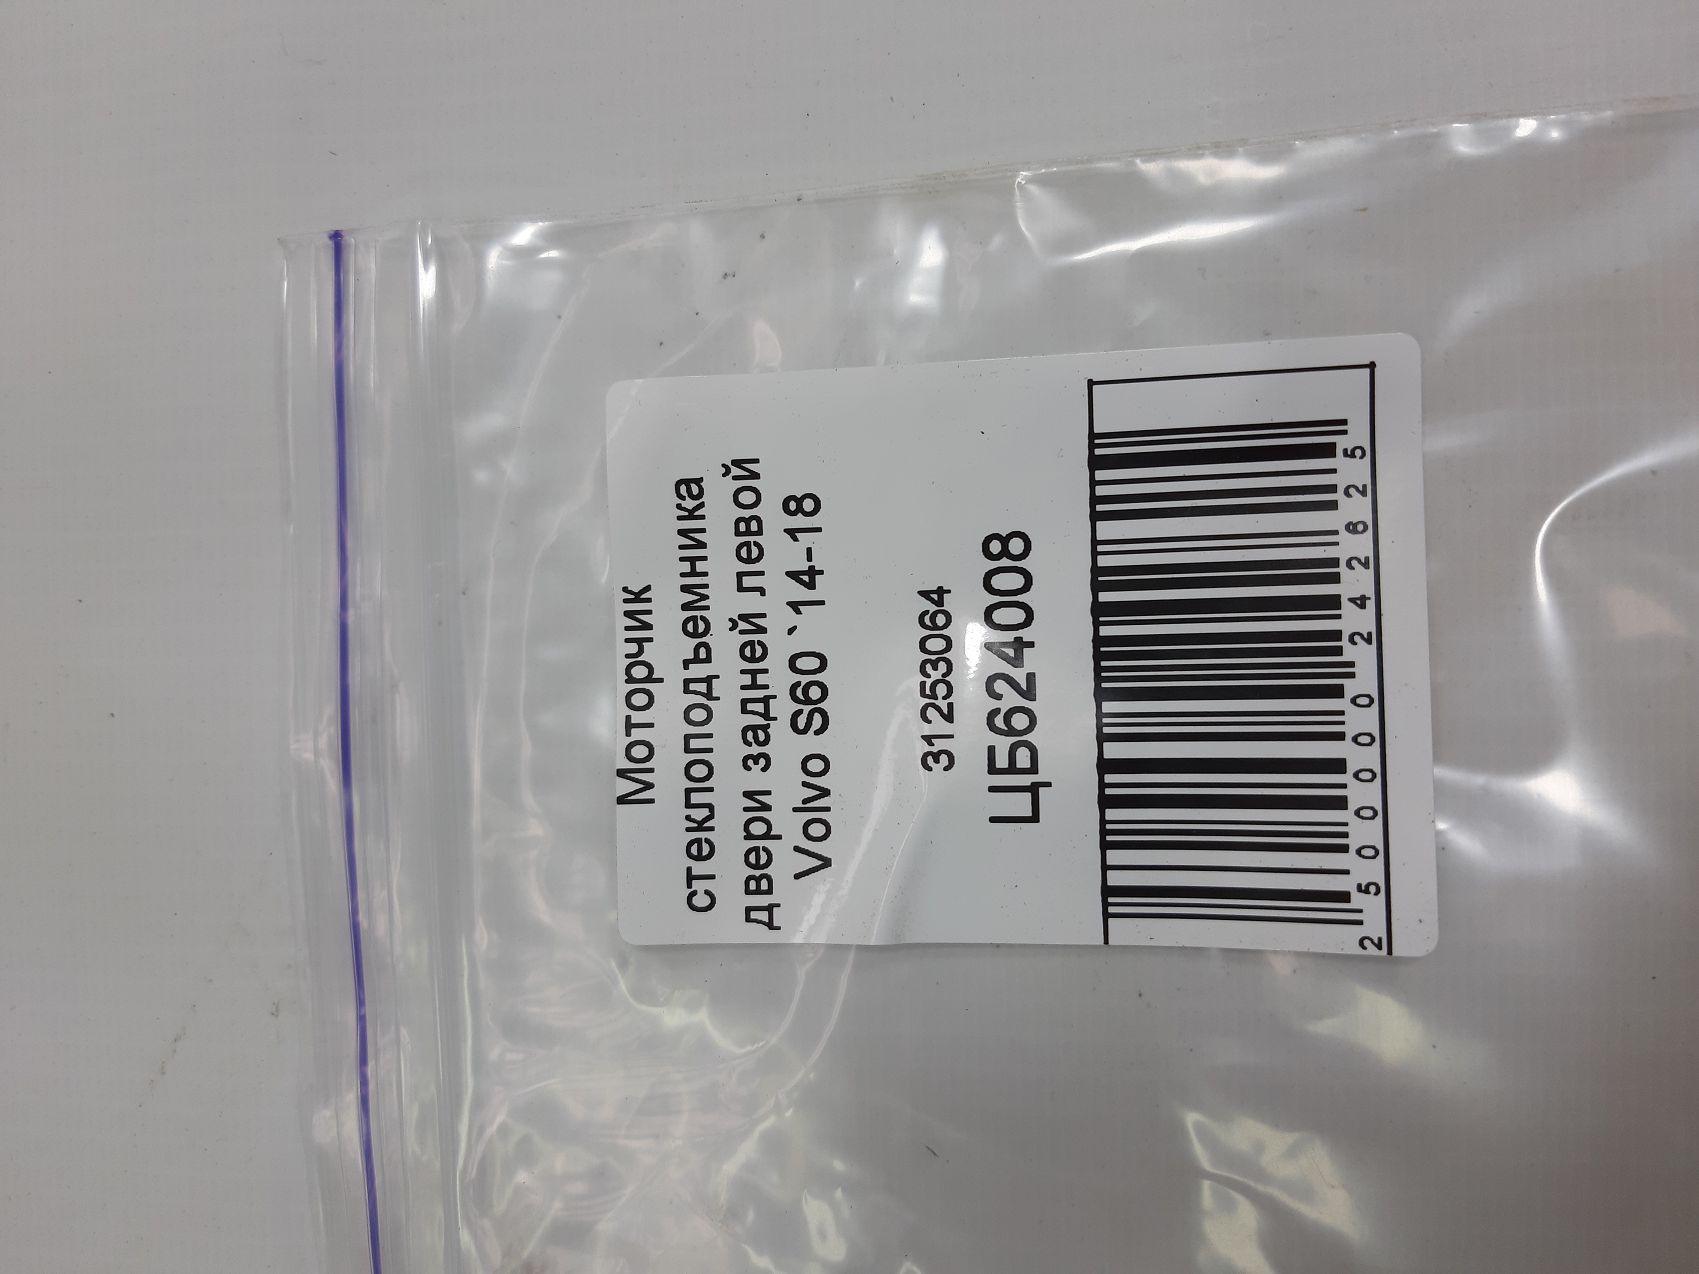 Моторчик
стеклоподъемника
двери задней левой
Volvo S60 `14-18
31253064
ЦБ624008
2500000242625